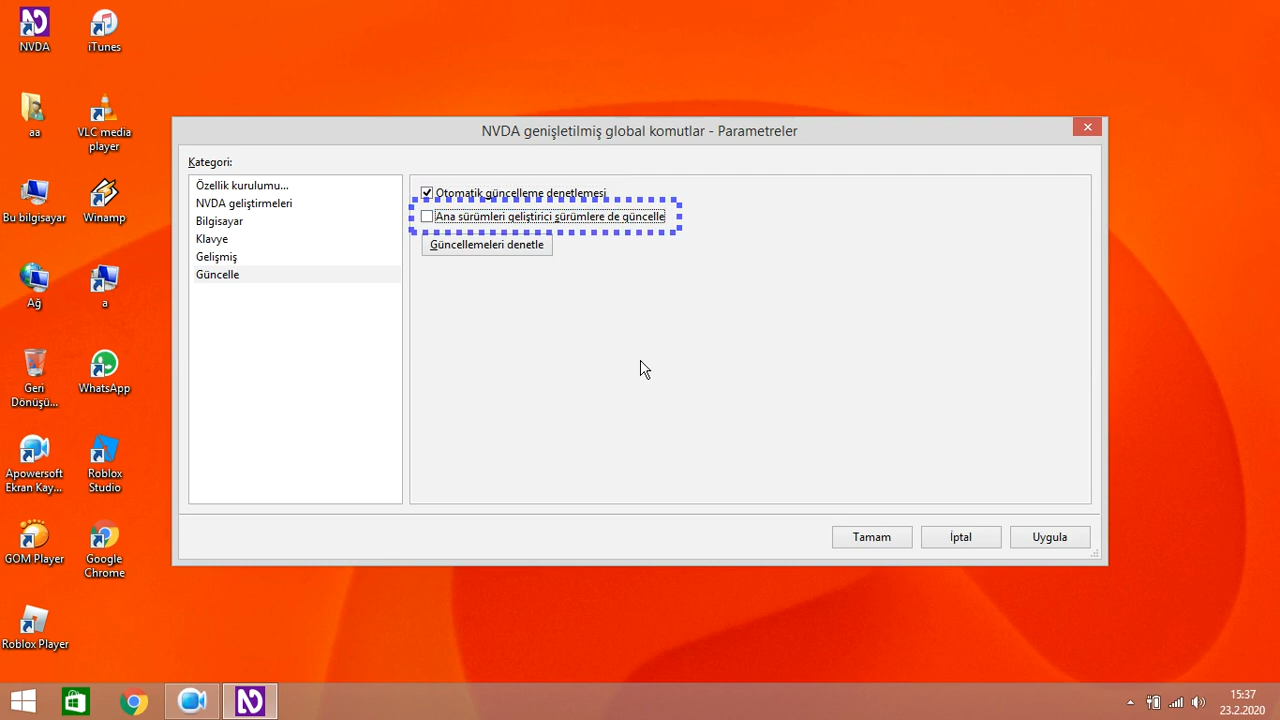 NVDA
iTunes
aa
VLC media
player
Bu bilgisayar
Winamp
Ağ
a
Geri
Dönüşü...
WhatsApp
Apowersoft
Ekran Kay...
Roblox
Studio
GOM Player
Google
Chrome
Roblox Player
NVDA genişletilmiş global komutlar - Parametreler
Kategori:
Özellik kurulumu...
NVDA geliştirmeleri
Bilgisayar
Klavye
Gelişmiş
Güncelle
Otomatik güncelleme denetlemesi
Ana sürümleri geliştirici sürümlere de güncelle
Güncellemeleri denetle
Tamam
İptal
Uygula
15:37
23.2.2020